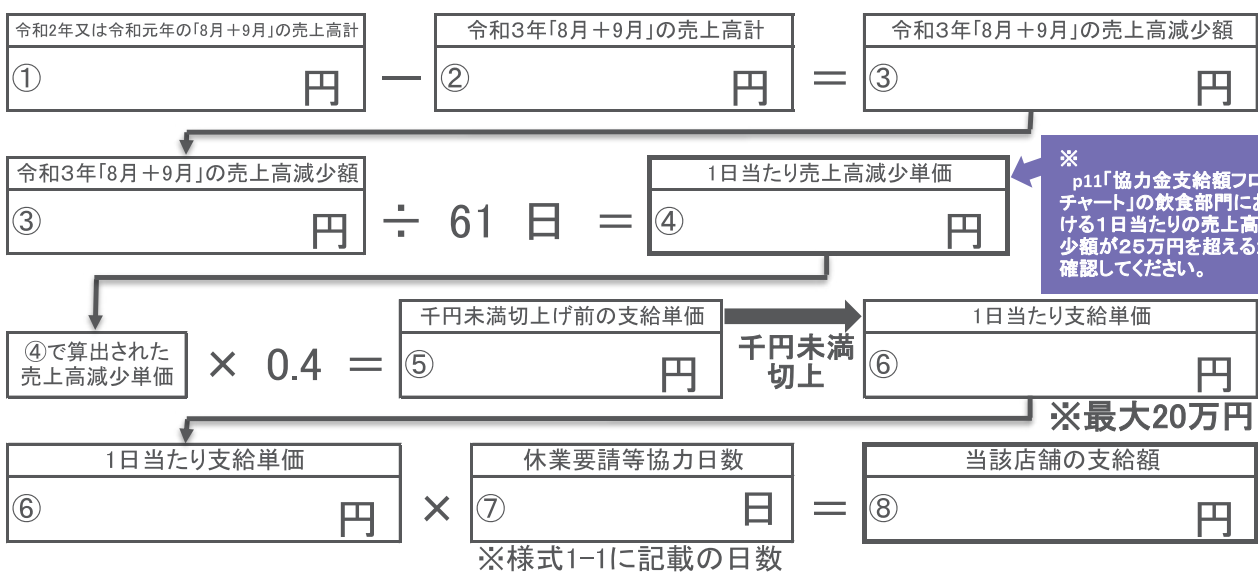 令和2年又は令和元年の「8月＋9月」の売上高計
① 円
－
令和3年「8月＋9月」の売上高計
② 円
＝
令和3年「8月＋9月」の売上高減少額
③ 円
令和3年「8月＋9月」の売上高減少額
③ 円
÷ 61 日 ＝
1日当たり売上高減少単価
④ 円
※
p11「協力金支給額フロ
チャート」の飲食部門にお
ける1日当たりの売上高
少額が25万円を超える
確認してください。
④で算出された
売上高減少単価
× 0.4 ＝
千円未満切上げ前の支給単価
⑤ 円
千円未満
切上
1日当たり支給単価
⑥ 円
※最大20万円
1日当たり支給単価
⑥ 円
×
休業要請等協力日数
⑦ 日
※様式1-1に記載の日数
＝
当該店舗の支給額
⑧ 円